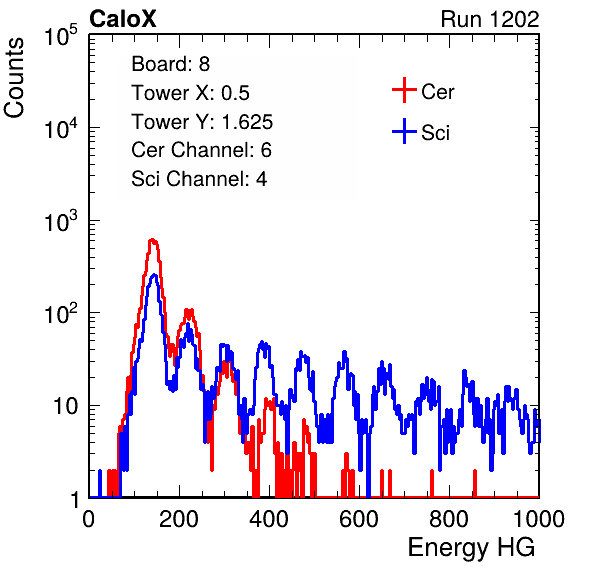 CaloX Run 1202
Counts
Board: 8
Tower X: 0.5
Tower Y: 1.625
Cer Channel: 6
Sci Channel: 4
Cer
Sci
10^5
10^4
10^3
10^2
10
1
0 200 400 600 800 1000
Energy HG